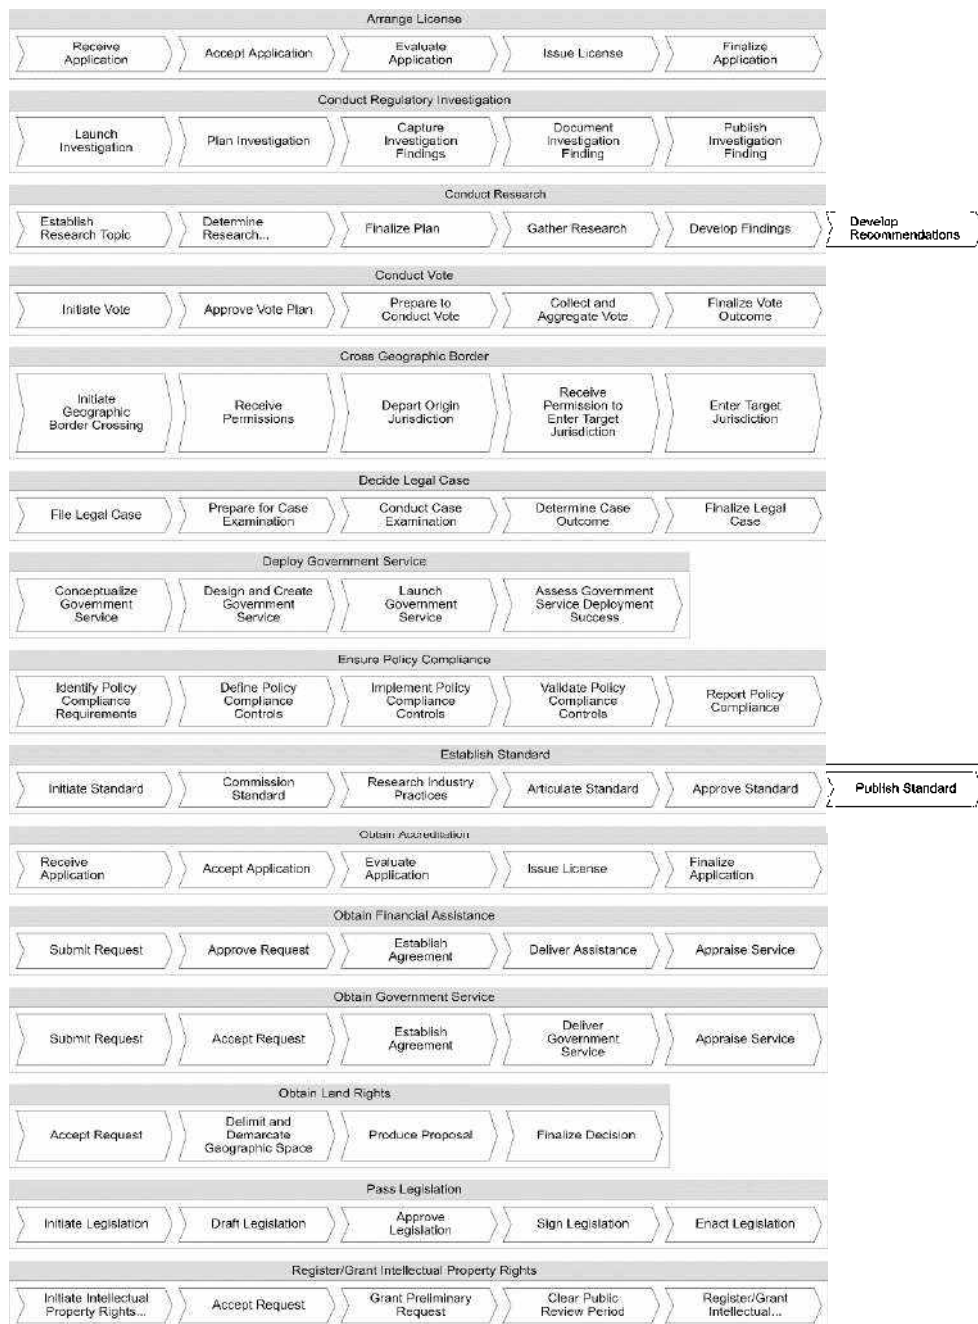 Arrange License
Receive
Application
Accept Application
Evaluate
Application
Issue License
Finalize
Application
Conduct Regulatory Investigation
Launch
Investigation
Plan Investigation
Capture
Investigation
Findings
Document
Investigation
Finding
Publish
Investigation
Finding
Conduct Research
Establish
Research Topic
Determine
Research...
Finalize Plan
Gather Research
Develop Findings
Develop
Recommendations
Conduct Vote
Initiate Vote
Approve Vote Plan
Prepare to
Conduct Vote
Collect and
Aggregate Vote
Finalize Vote
Outcome
Cross Geographic Border
Initiate
Geographic
Border Crossing
Receive
Permissions
Depart Origin
Jurisdiction
Receive
Permission to
Enter Target
Jurisdiction
Enter Target
Jurisdiction
Decide Legal Case
File Legal Case
Prepare for Case
Examination
Conduct Case
Examination
Determine Case
Outcome
Finalize Legal
Case
Deploy Government Service
Conceptualize
Government
Service
Design and Create
Government
Service
Launch
Government
Service
Assess Government
Service Deployment
Success
Ensure Policy Compliance
Identify Policy
Compliance
Requirements
Define Policy
Compliance
Controls
Implement Policy
Compliance
Controls
Validate Policy
Compliance
Controls
Report Policy
Compliance
Establish Standard
Initiate Standard
Commission
Standard
Research Industry
Practices
Articulate Standard
Approve Standard
Publish Standard
Obtain Accreditation
Receive
Application
Accept Application
Evaluate
Application
Issue License
Finalize
Application
Obtain Financial Assistance
Submit Request
Approve Request
Establish
Agreement
Deliver Assistance
Appraise Service
Obtain Government Service
Submit Request
Accept Request
Establish
Agreement
Deliver
Government
Service
Appraise Service
Obtain Land Rights
Accept Request
Delimit and
Demarcate
Geographic Space
Produce Proposal
Finalize Decision
Pass Legislation
Initiate Legislation
Draft Legislation
Approve
Legislation
Sign Legislation
Enact Legislation
Register/Grant Intellectual Property Rights
Initiate Intellectual
Property Rights...
Accept Request
Grant Preliminary
Request
Clear Public
Review Period
Register/Grant
Intellectual...